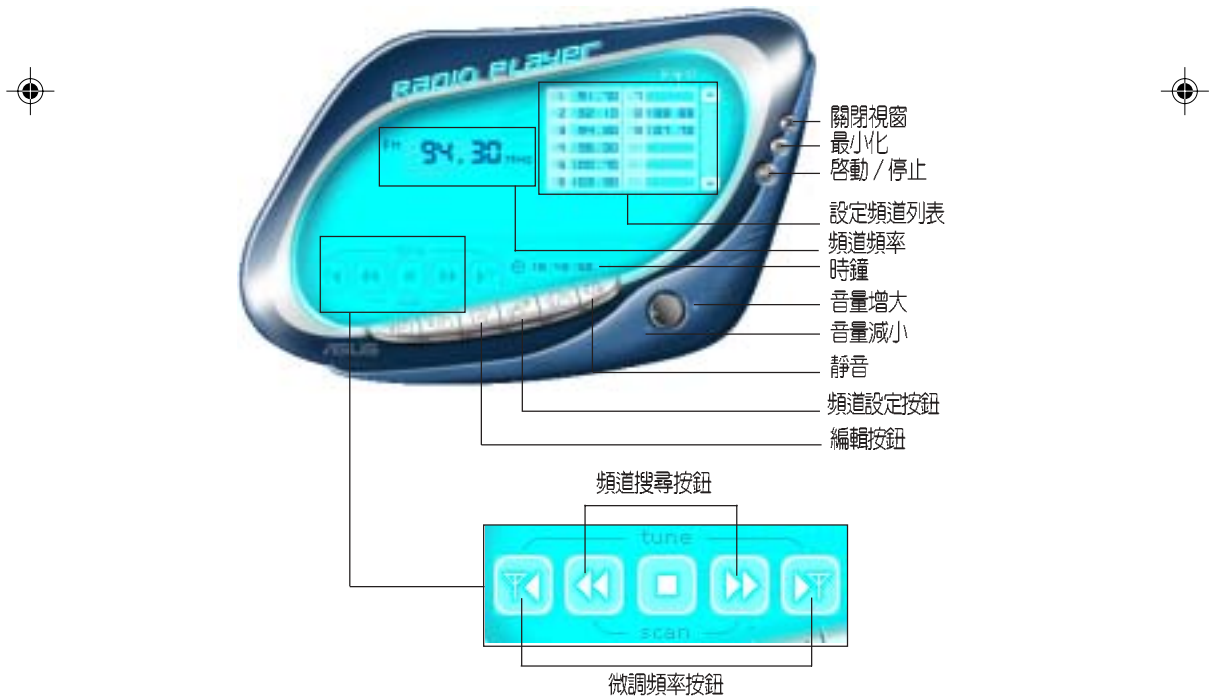 Radio Player
FM 94.30 MHz
關閉視窗
最小化
啓動／停止
設定頻道列表
頻道頻率
時鐘
音量增大
音量減小
靜音
ASUS
頻道設定按鈕
編輯按鈕
頻道搜尋按鈕
tune
scan
微調頻率按鈕